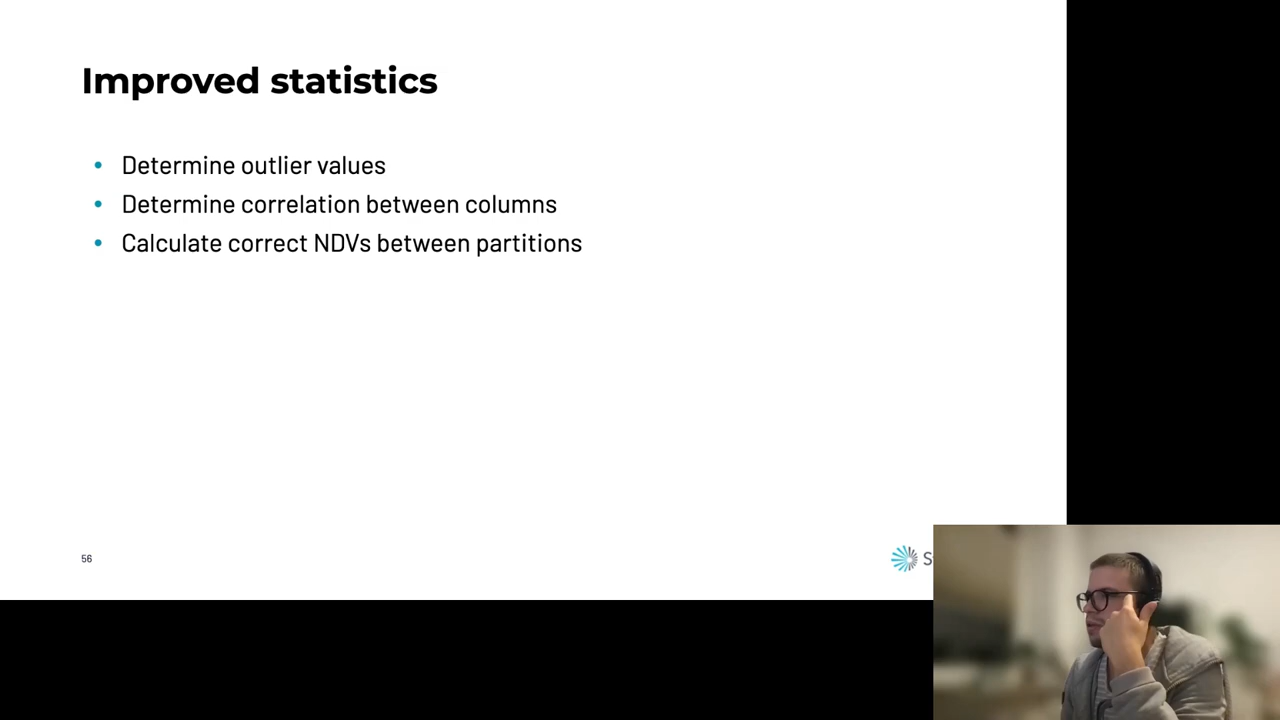 Improved statistics
• Determine outlier values
• Determine correlation between columns
• Calculate correct NDVs between partitions
56